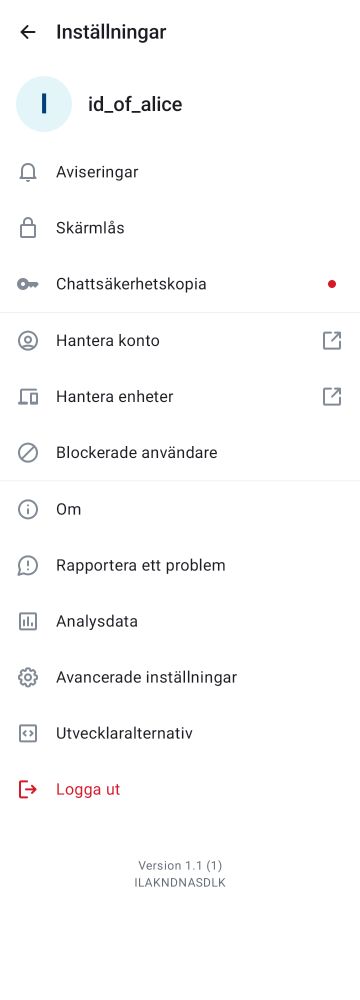 Inställningar
I
id_of_alice
Aviseringar
Skärmlås
Chattsäkerhetskopia
Hantera konto
Hantera enheter
Blockerade användare
Om
Rapportera ett problem
Analysdata
Avancerade inställningar
Utvecklaralternativ
Logga ut
Version 1.1 (1)
ILAKNDNASDLK